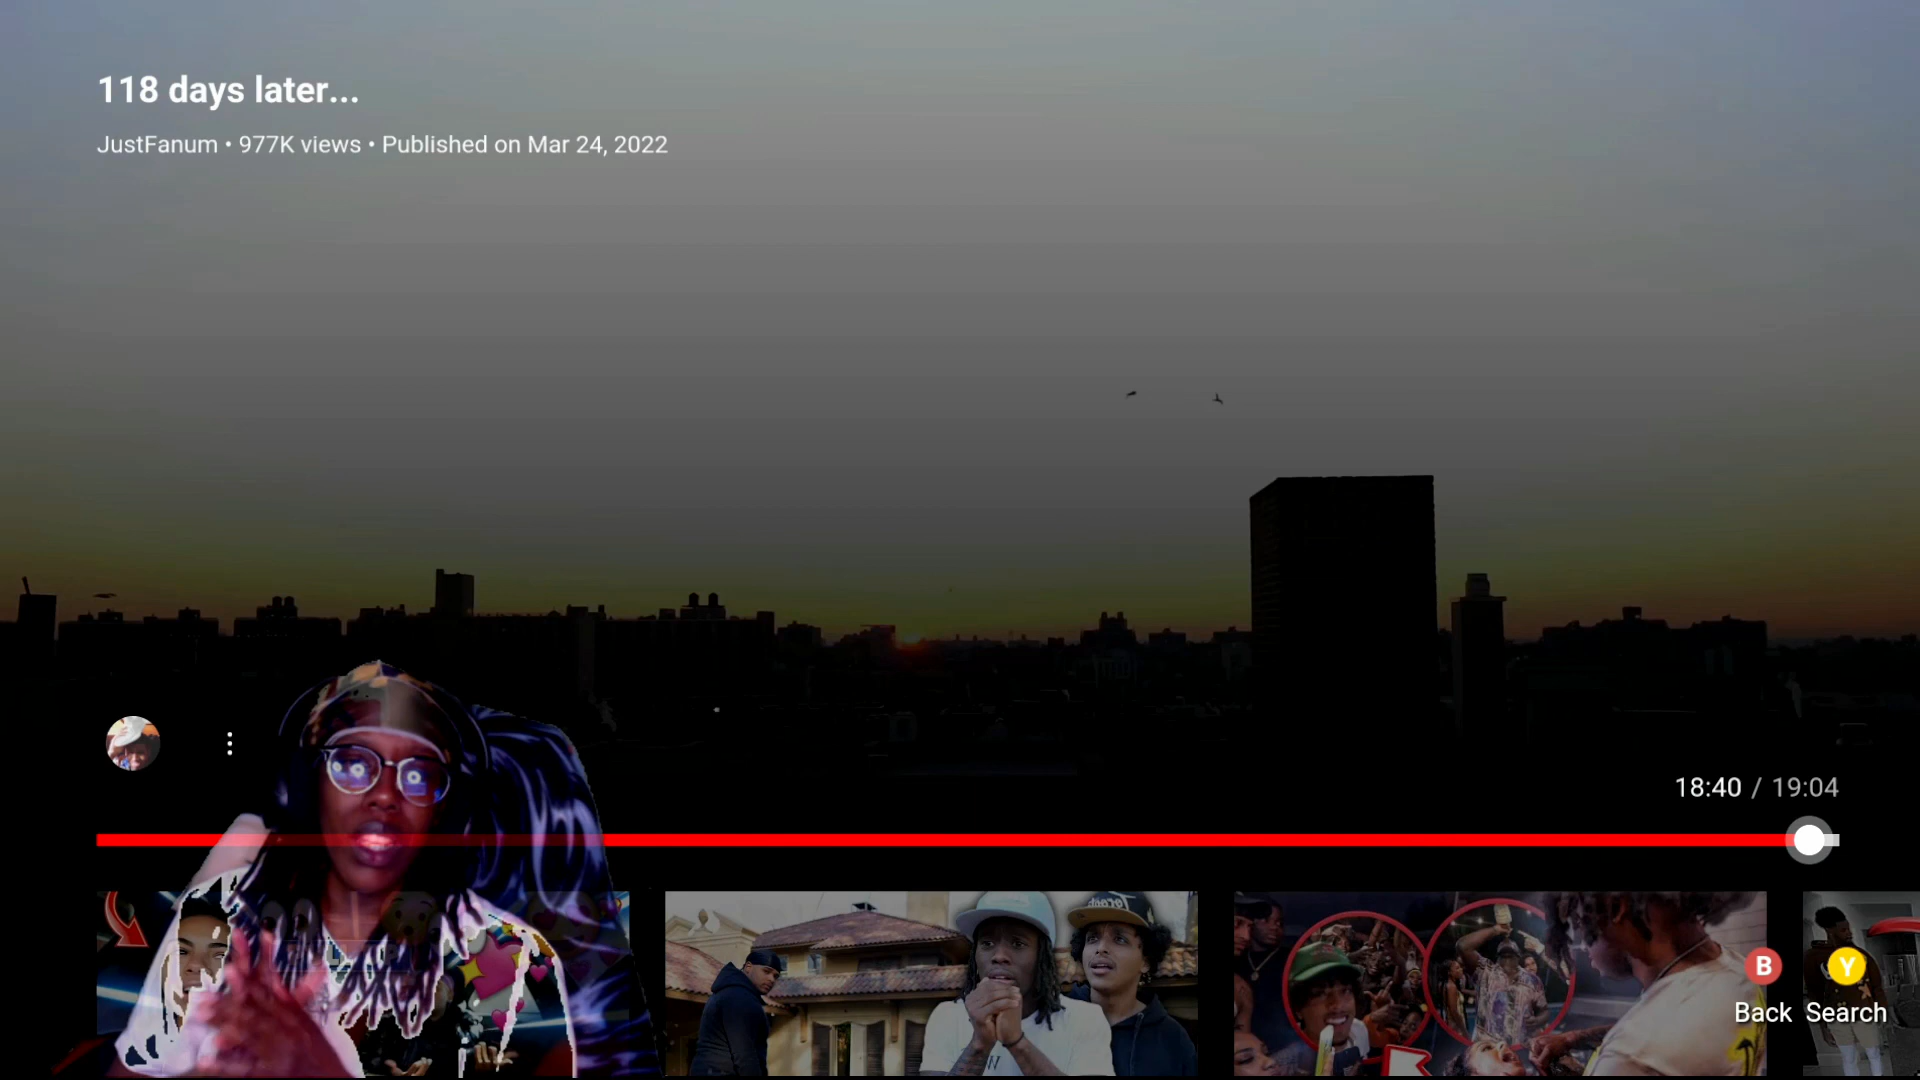 118 days later...
JustFanum • 977K views • Published on Mar 24, 2022
18:40 / 19:04
B
Y
Back
Search